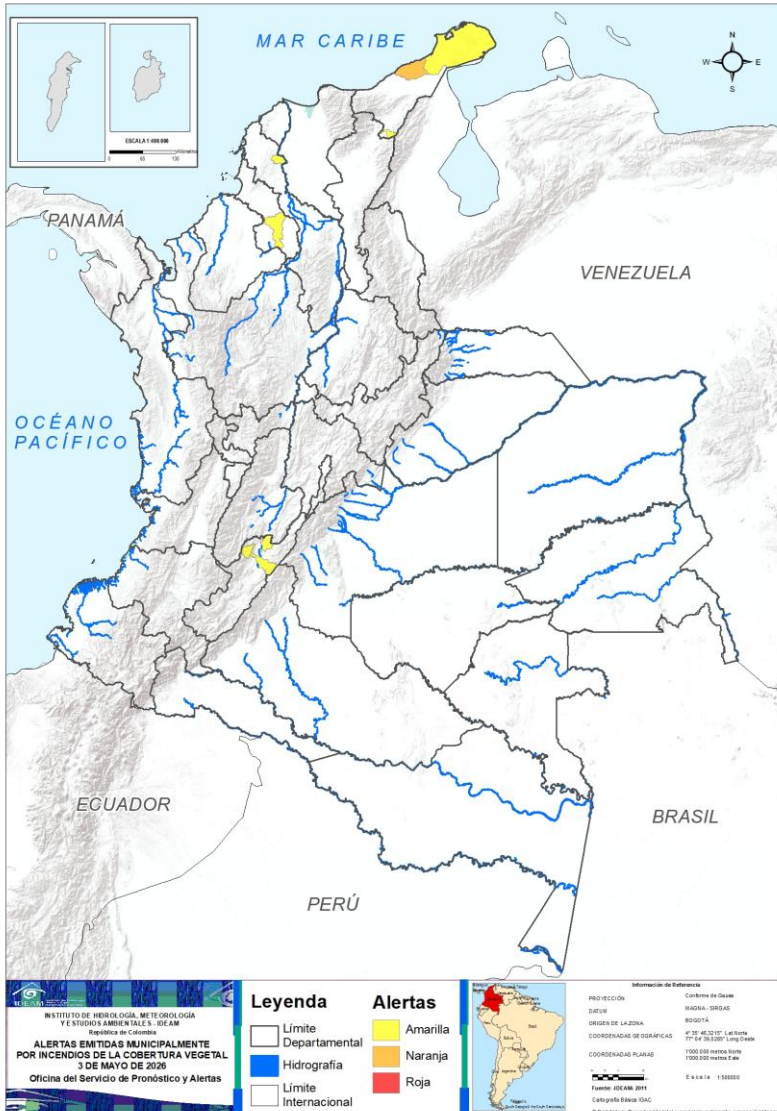 MAR CARIBE
N
W
E
S
ESCALA 1:400.000
PANAMÁ
VENEZUELA
OCÉANO
PACÍFICO
ECUADOR
BRASIL
PERÚ
IDEAM
INSTITUTO DE HIDROLOGÍA, METEOROLOGÍA
Y ESTUDIOS AMBIENTALES - IDEAM
República de Colombia
ALERTAS EMITIDAS MUNICIPALMENTE
POR INCENDIOS DE LA COBERTURA VEGETAL
3 DE MAYO DE 2026
Oficina del Servicio de Pronóstico y Alertas
Leyenda
Límite
Departamental
Hidrografía
Límite
Internacional
Alertas
Amarilla
Naranja
Roja
Información de Referencia
PROYECCIÓN Conforme de Gauss
DATUM MAGNA - SIRGAS
ORIGEN DE LA ZONA BOGOTÁ
COORDENADAS GEOGRÁFICAS
COORDENADAS PLANAS 1'000.000 metros Norte
1'000.000 metros Este
Fuente: IDEAM- 2011
Cartografía Básica IGAC